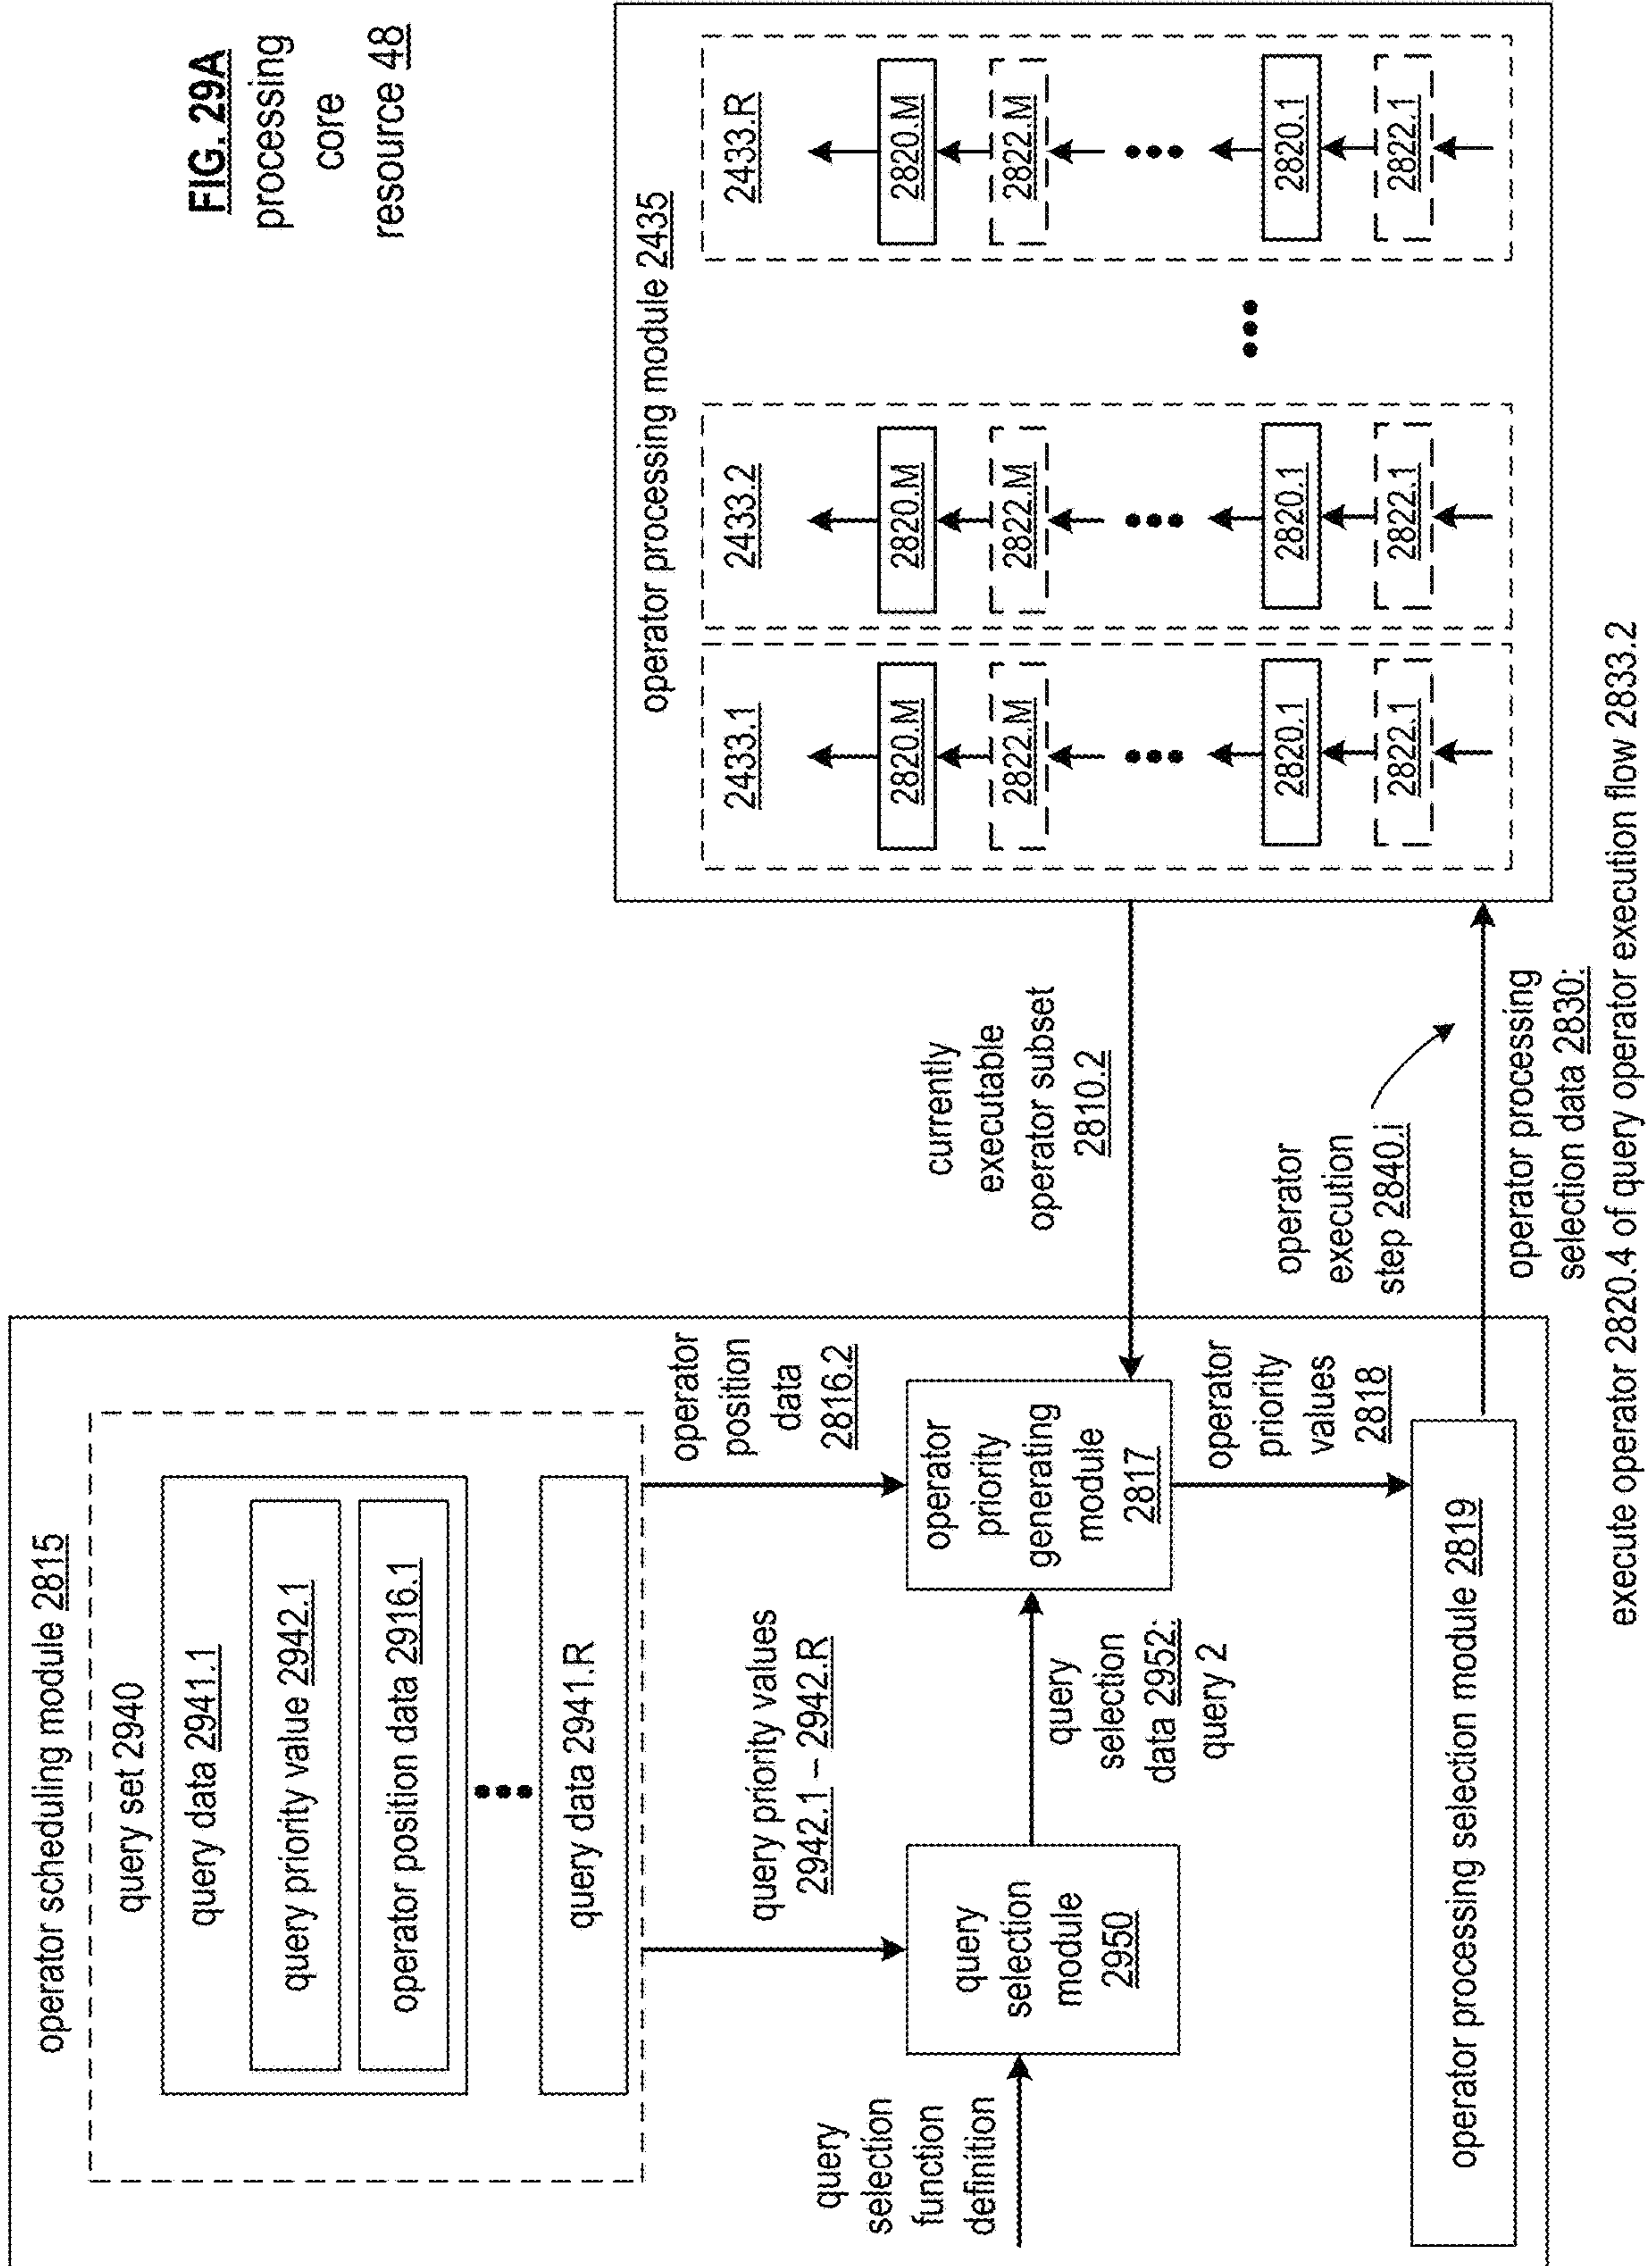 FIG. 29A
processing
core
resource 48
operator scheduling module 2815
query set 2940
query data 2941.1
query priority value 2942.1
operator position data 2916.1
query data 2941.R
query priority values
2942.1 – 2942.R
operator
position
data
2816.2
query
selection
function
definition
query
selection
module
2950
query
selection
data 2952:
query 2
operator
priority
generating
module
2817
operator
priority
values
2818
operator processing selection module 2819
currently
executable
operator subset
2810.2
operator
execution
step 2840.i
operator processing
selection data 2830:
execute operator 2820.4 of query operator execution flow 2833.2
operator processing module 2435
2433.1
2820.M
2822.M
2820.1
2822.1
2433.2
2820.M
2822.M
2820.1
2822.1
2433.R
2820.M
2822.M
2820.1
2822.1